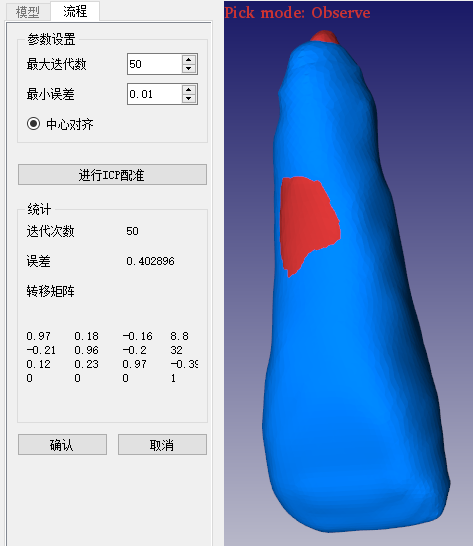 模型 流程
Pick mode: Observe
参数设置
最大迭代数 50
最小误差 0.01
中心对齐
进行ICP配准
统计
迭代次数 50
误差 0.402896
转移矩阵
0.97 0.18 -0.16 8.8
-0.21 0.96 -0.2 32
0.12 0.23 0.97 -0.39
0 0 0 1
确认 取消